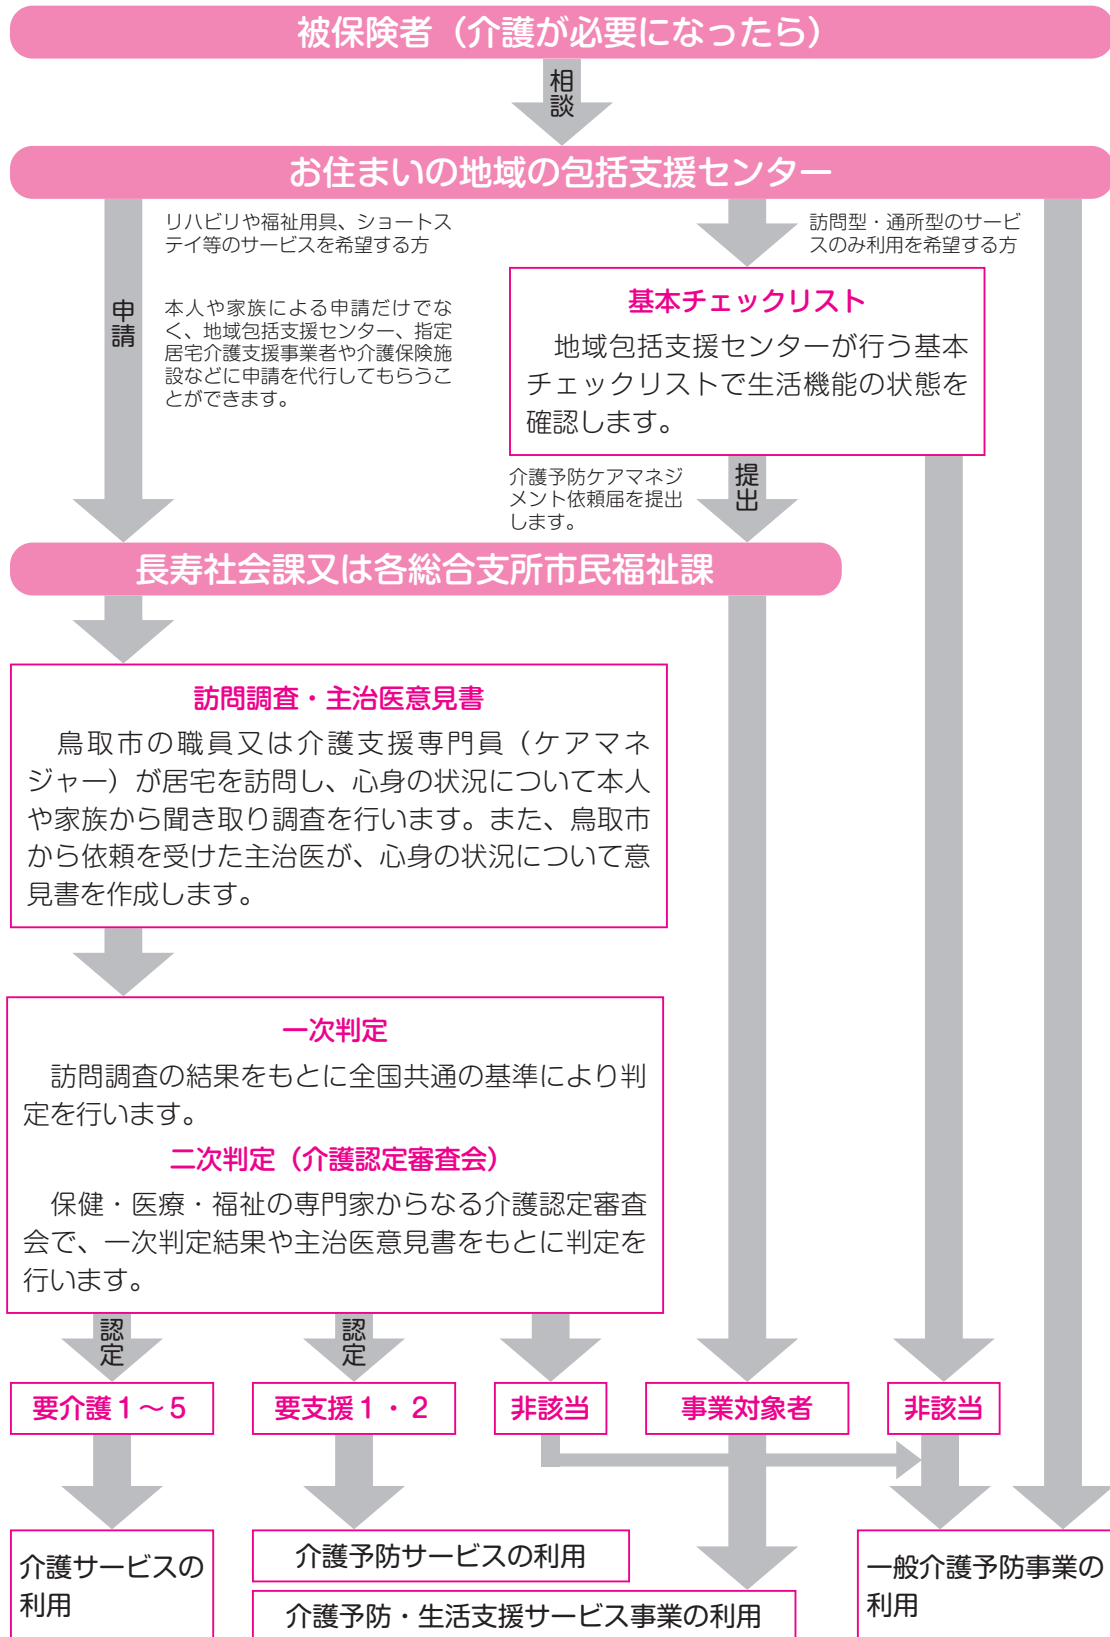 被保険者（介護が必要になったら）
相談
お住まいの地域の包括支援センター
リハビリや福祉用具、ショートス
テイ等のサービスを希望する方
訪問型・通所型のサービ
スのみ利用を希望する方
申請
本人や家族による申請だけでな
く、地域包括支援センター、指定
居宅介護支援事業者や介護保険施
設などに申請を代行してもらうこ
とができます。
基本チェックリスト
地域包括支援センターが行う基本
チェックリストで生活機能の状態を
確認します。
介護予防ケアマネジ
メント依頼届を提出
します。
提出
長寿社会課又は各総合支所市民福祉課
訪問調査・主治医意見書
鳥取市の職員又は介護支援専門員（ケアマネ
ジャー）が居宅を訪問し、心身の状況について本人
や家族から聞き取り調査を行います。また、鳥取市
から依頼を受けた主治医が、心身の状況について意
見書を作成します。
一次判定
訪問調査の結果をもとに全国共通の基準により判
定を行います。
二次判定（介護認定審査会）
保健・医療・福祉の専門家からなる介護認定審査
会で、一次判定結果や主治医意見書をもとに判定を
行います。
認定
認定
要介護１～５
要支援１・２
非該当
事業対象者
非該当
介護サービスの
利用
介護予防サービスの利用
介護予防・生活支援サービス事業の利用
一般介護予防事業の
利用